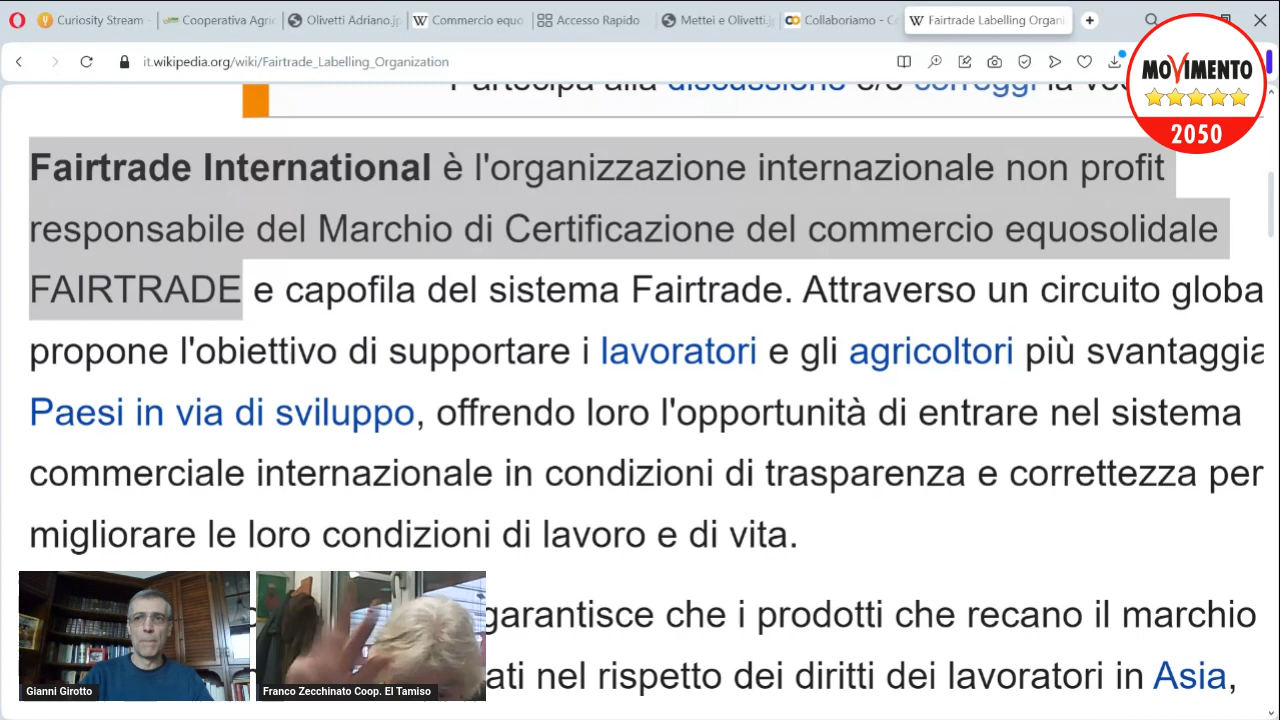 Curiosity Stream
Cooperativa Agric
Olivetti Adriano.jp
Commercio equo
Accesso Rapido
Mettei e Olivetti.j
Collaboriamo - Co
Fairtrade Labelling Organi
it.wikipedia.org/wiki/Fairtrade_Labelling_Organization
MOVIMENTO
2050
Partecipa alla discussione e/o correggi la voc
Fairtrade International è l'organizzazione internazionale non profit
responsabile del Marchio di Certificazione del commercio equosolidale
FAIRTRADE e capofila del sistema Fairtrade. Attraverso un circuito globa
propone l'obiettivo di supportare i lavoratori e gli agricoltori più svantaggia
Paesi in via di sviluppo, offrendo loro l'opportunità di entrare nel sistema
commerciale internazionale in condizioni di trasparenza e correttezza per
migliorare le loro condizioni di lavoro e di vita.
garantisce che i prodotti che recano il marchio
ati nel rispetto dei diritti dei lavoratori in Asia,
Gianni Girotto
Franco Zecchinato Coop. El Tamiso